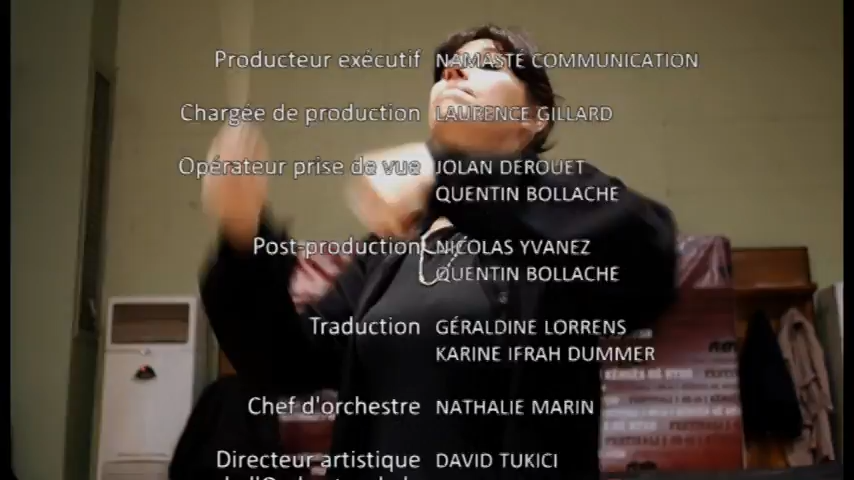 Producteur exécutif NAMASTÉ COMMUNICATION
Chargée de production LAURENCE GILLARD
Opérateur prise de vue JOLAN DEROUET
QUENTIN BOLLACHE
Post-production NICOLAS YVANEZ
QUENTIN BOLLACHE
Traduction GÉRALDINE LORRENS
KARINE IFRAH DUMMER
Chef d'orchestre NATHALIE MARIN
Directeur artistique DAVID TUKICI